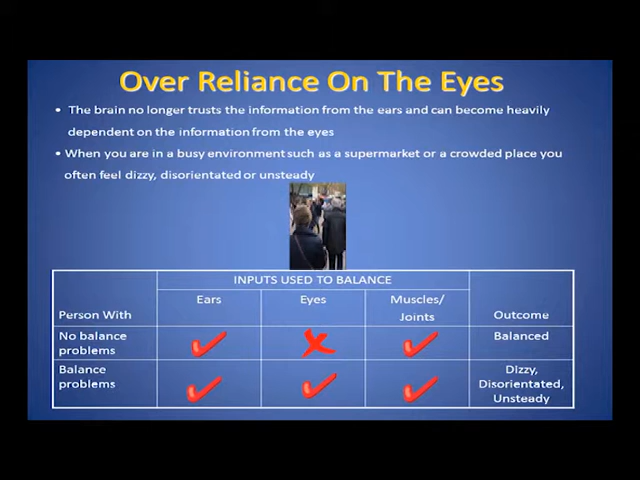 Over Reliance On The Eyes
• The brain no longer trusts the information from the ears and can become heavily
dependent on the information from the eyes
• When you are in a busy environment such as a supermarket or a crowded place you
often feel dizzy, disorientated or unsteady
INPUTS USED TO BALANCE
Person With
Ears
Eyes
Muscles/
Joints
Outcome
No balance
problems
Balanced
Balance
problems
Dizzy,
Disorientated,
Unsteady